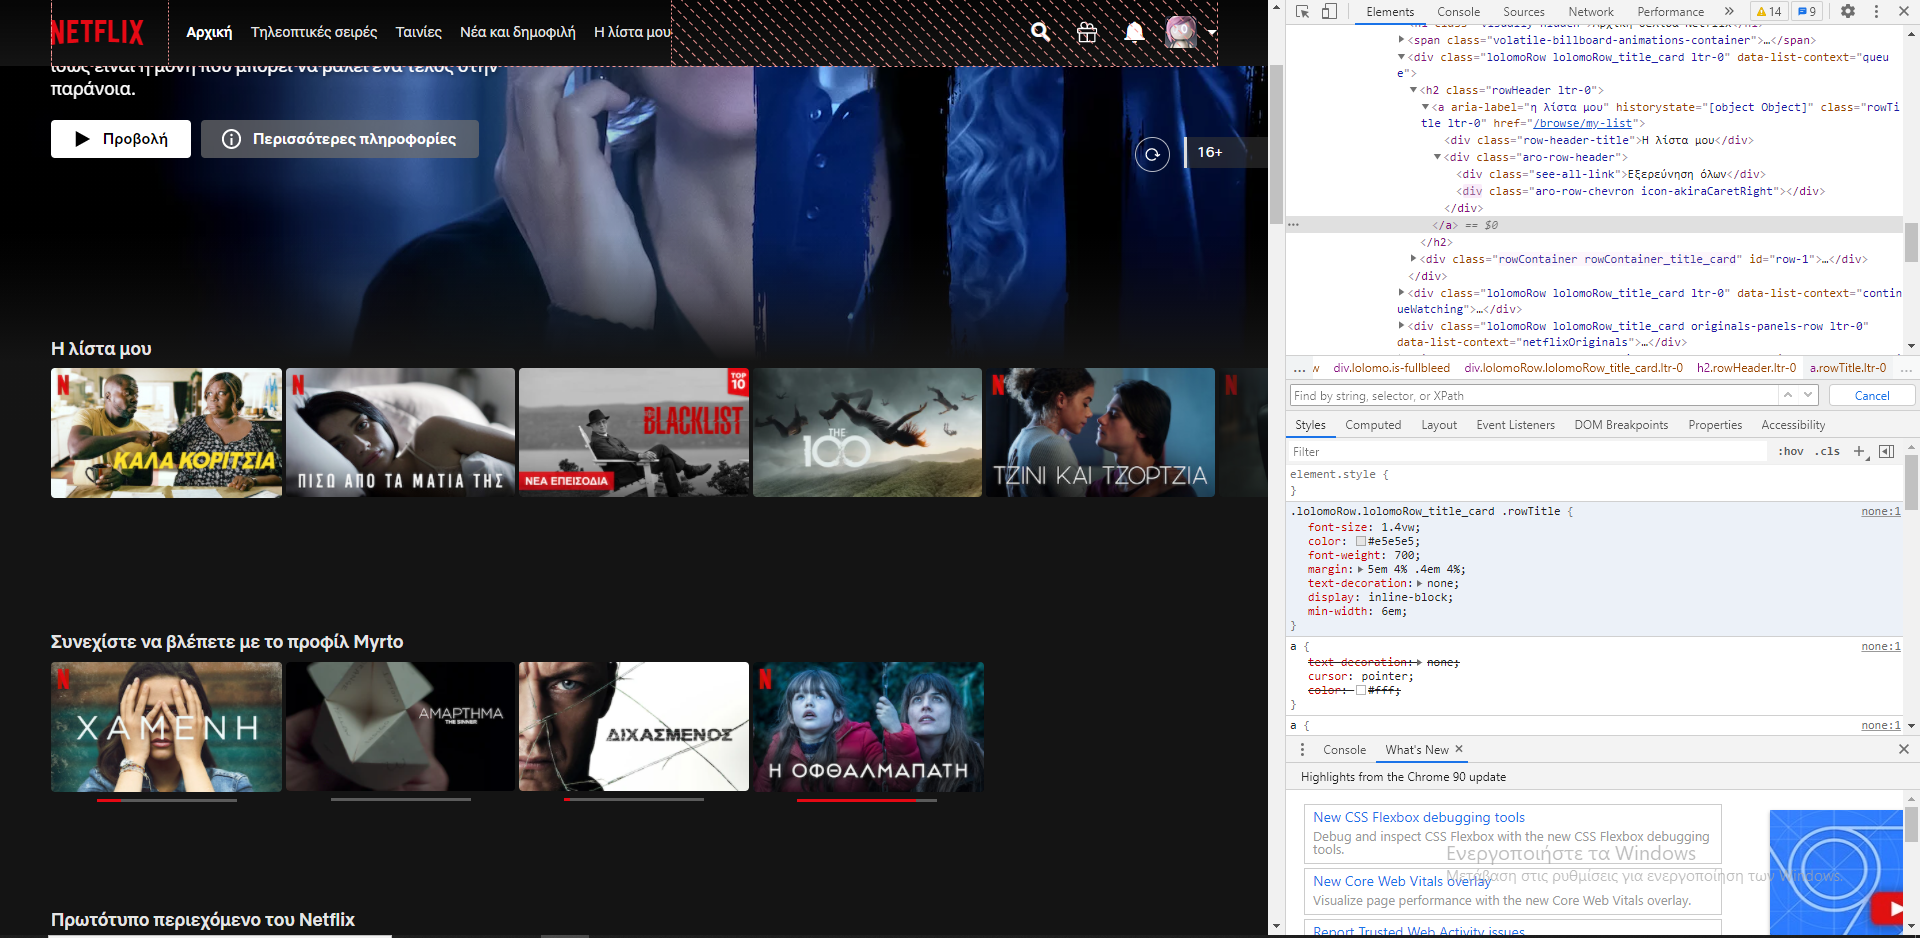 NETFLIX
Αρχική
Τηλεοπτικές σειρές
Ταινίες
Νέα και δημοφιλή
Η λίστα μου
ίσως είναι η μόνη που μπορεί να βάλει ένα τέλος στην
παράνοια.
Προβολή
Περισσότερες πληροφορίες
16+
Η λίστα μου
N
ΚΑΛΑ ΚΟΡΙΤΣΙΑ
N
ΠΙΣΩ ΑΠΟ ΤΑ ΜΑΤΙΑ ΤΗΣ
TOP
10
BLACKLIST
ΝΕΑ ΕΠΕΙΣΟΔΙΑ
THE
100
N
ΤΖΙΝΙ ΚΑΙ ΤΖΟΡΤΖΙΑ
N
Συνεχίστε να βλέπετε με το προφίλ Myrto
N
ΧΑΜΕΝΗ
ΑΜΑΡΤΗΜΑ
THE SINNER
ΔΙΧΑΣΜΕΝΟΣ
N
Η ΟΦΘΑΛΜΑΠΑΤΗ
Πρωτότυπο περιεχόμενο του Netflix
Elements
Console
Sources
Network
Performance
»
14
9
<span class="volatile-billboard-animations-container">…</span>
<div class="lolomoRow lolomoRow_title_card ltr-0" data-list-context="queu
e">
<h2 class="rowHeader ltr-0">
<a aria-label="η λίστα μου" historystate="[object Object]" class="rowTi
tle ltr-0" href="/browse/my-list">
<div class="row-header-title">Η λίστα μου</div>
<div class="aro-row-header">
<div class="see-all-link">Εξερεύνηση όλων</div>
<div class="aro-row-chevron icon-akiraCaretRight"></div>
</div>
</a> == $0
</h2>
<div class="rowContainer rowContainer_title_card" id="row-1">…</div>
</div>
<div class="lolomoRow lolomoRow_title_card ltr-0" data-list-context="contin
ueWatching">…</div>
<div class="lolomoRow lolomoRow_title_card originals-panels-row ltr-0"
data-list-context="netflixOriginals">…</div>
… div.lolomo.is-fullbleed div.lolomoRow.lolomoRow_title_card.ltr-0 h2.rowHeader.ltr-0 a.rowTitle.ltr-0 …
Find by string, selector, or XPath
Cancel
Styles
Computed
Layout
Event Listeners
DOM Breakpoints
Properties
Accessibility
Filter
:hov .cls +
element.style {
}
.lolomoRow.lolomoRow_title_card .rowTitle { none:1
font-size: 1.4vw;
color: #e5e5e5;
font-weight: 700;
margin: 5em 4% .4em 4%;
text-decoration: none;
display: inline-block;
min-width: 6em;
}
a { none:1
text-decoration: none;
cursor: pointer;
color: #fff;
}
a { none:1
Console
What's New ×
Highlights from the Chrome 90 update
New CSS Flexbox debugging tools
Debug and inspect CSS Flexbox with the new CSS Flexbox debugging
tools.
Ενεργοποιήστε τα Windows
Μετάβαση στις ρυθμίσεις για ενεργοποίηση των Windows.
New Core Web Vitals overlay
Visualize page performance with the new Core Web Vitals overlay.
Report Trusted Web Activity issues